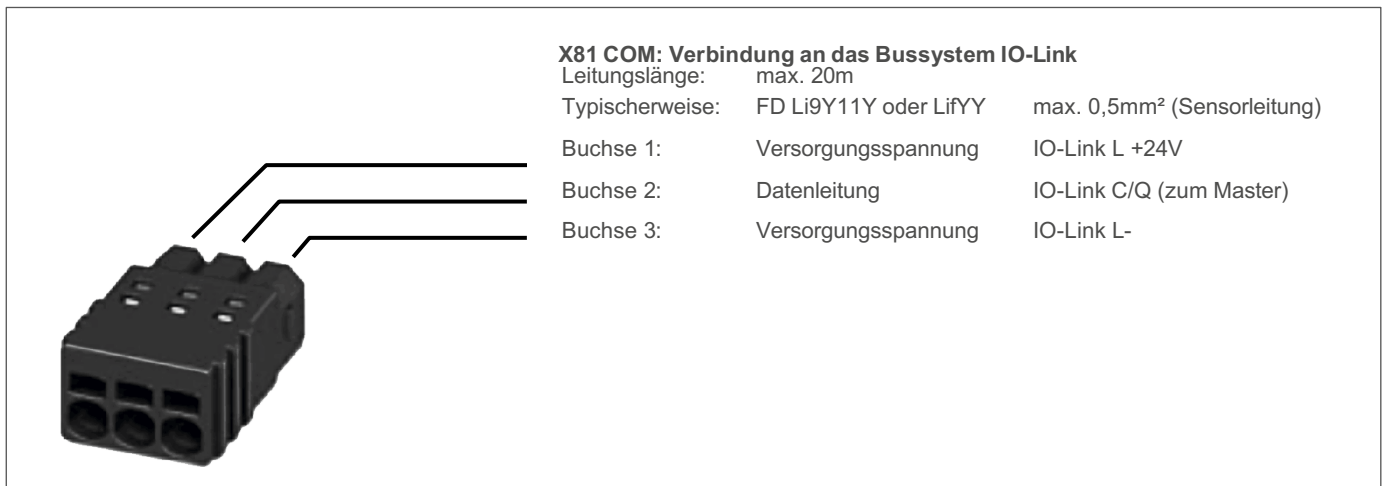 X81 COM: Verbindung an das Bussystem IO-Link
Leitungslänge: max. 20m
Typischerweise: FD Li9Y11Y oder LifYY max. 0,5mm² (Sensorleitung)
Buchse 1: Versorgungsspannung IO-Link L +24V
Buchse 2: Datenleitung IO-Link C/Q (zum Master)
Buchse 3: Versorgungsspannung IO-Link L-